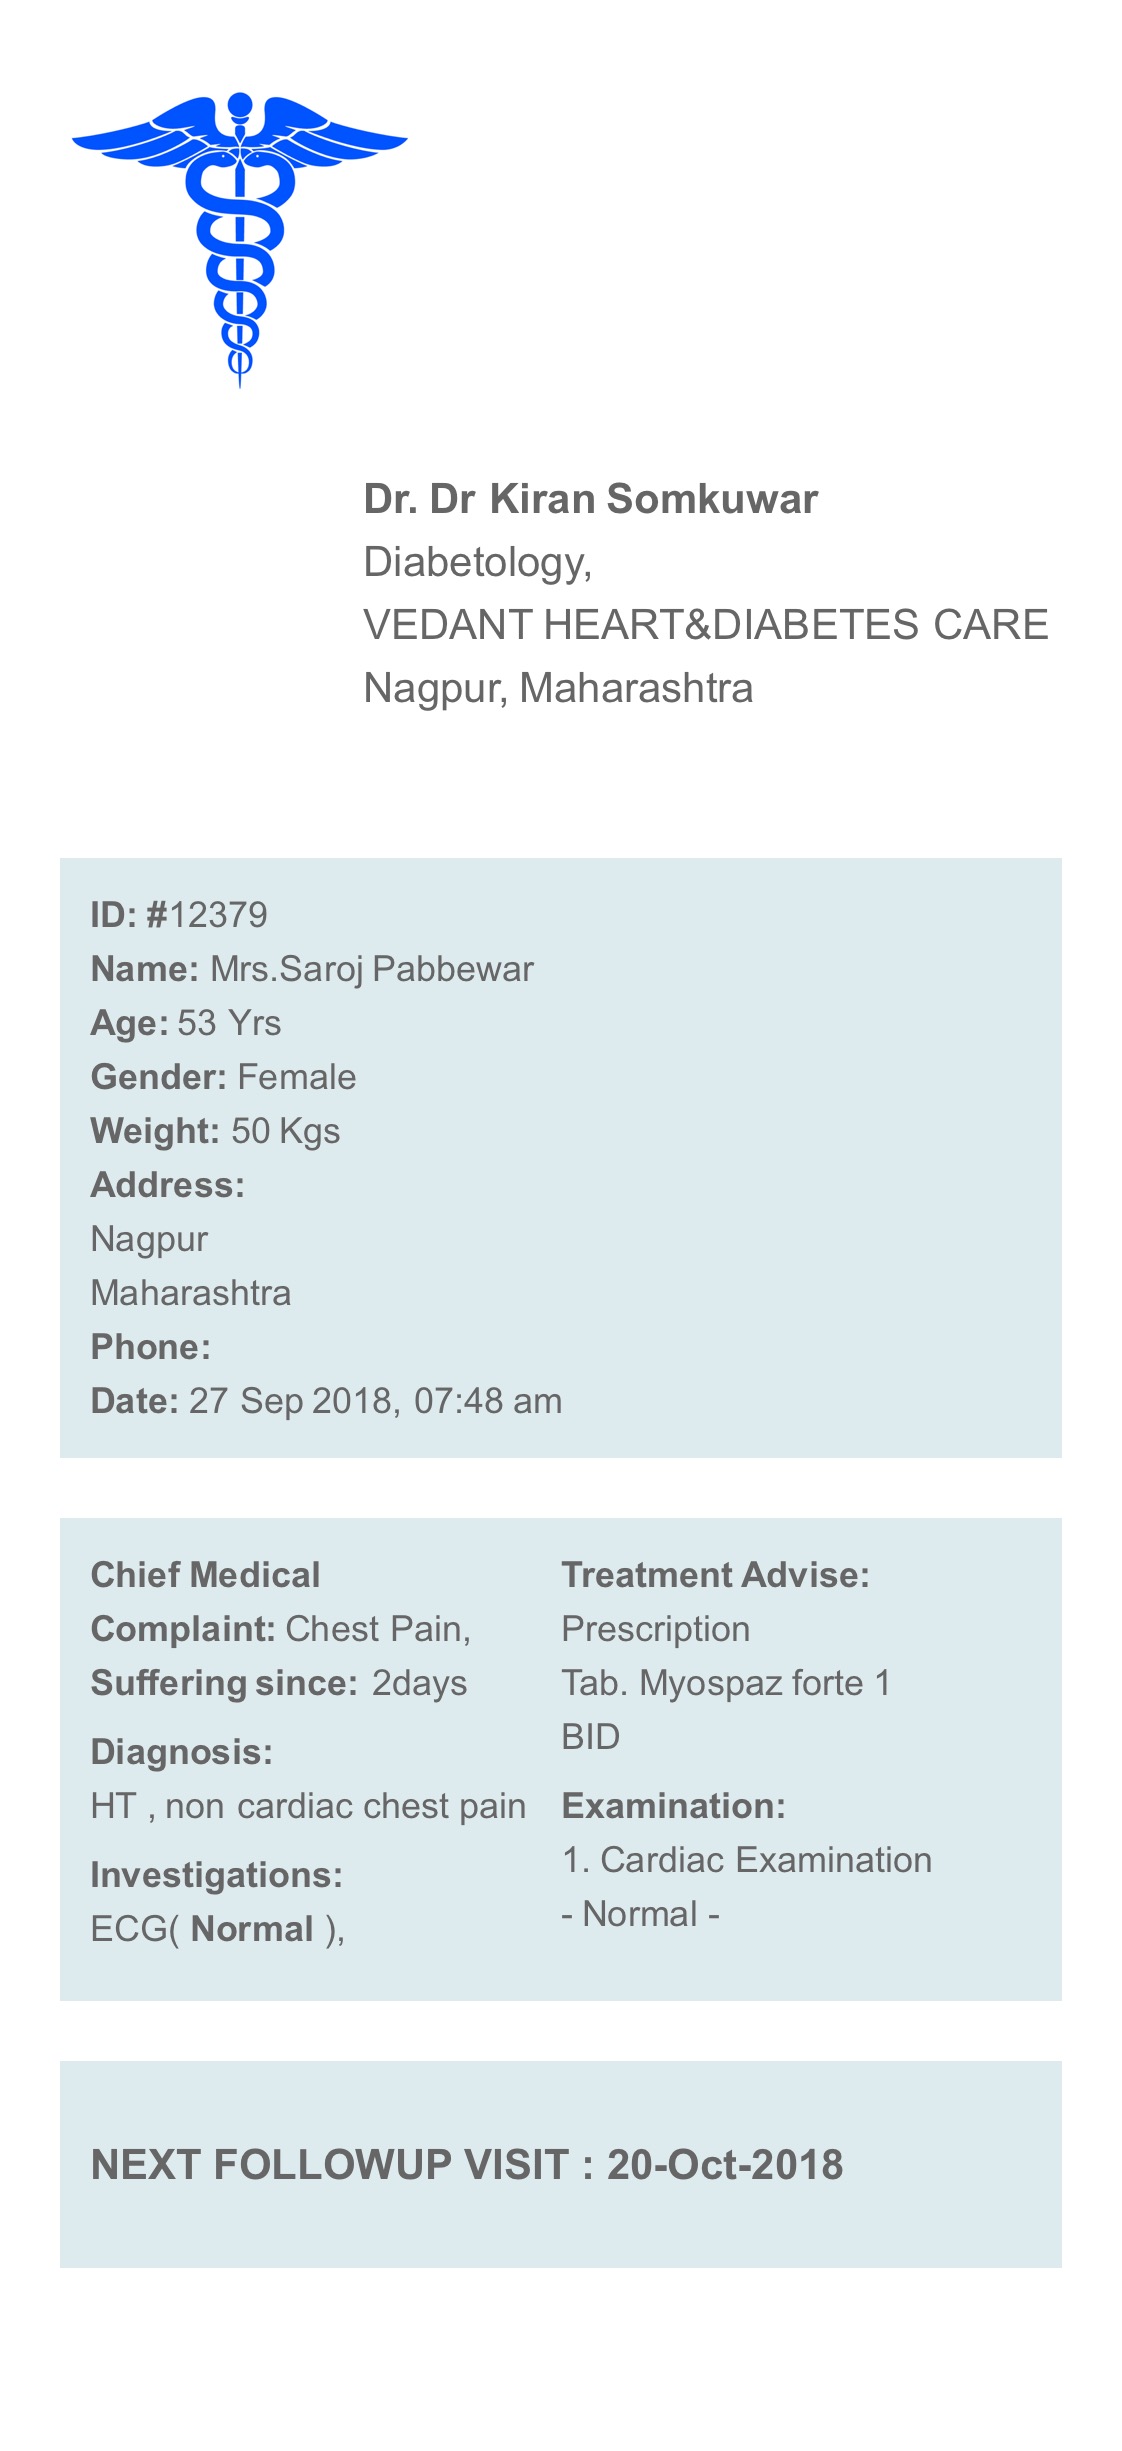 Dr. Dr Kiran Somkuwar
Diabetology,
VEDANT HEART&DIABETES CARE
Nagpur, Maharashtra
ID: #12379
Name: Mrs.Saroj Pabbewar
Age: 53 Yrs
Gender: Female
Weight: 50 Kgs
Address:
Nagpur
Maharashtra
Phone:
Date: 27 Sep 2018, 07:48 am
Chief Medical
Complaint: Chest Pain,
Suffering since: 2days
Diagnosis:
HT , non cardiac chest pain
Investigations:
ECG( Normal ),
Treatment Advise:
Prescription
Tab. Myospaz forte 1
BID
Examination:
1. Cardiac Examination
- Normal -
NEXT FOLLOWUP VISIT : 20-Oct-2018